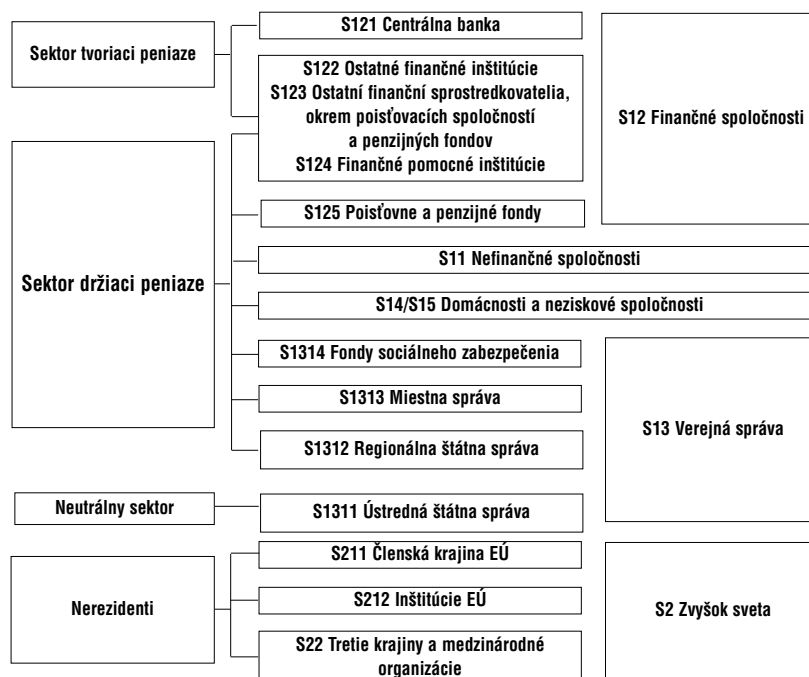 Sektor tvoriaci peniaze
S121 Centrálna banka
S122 Ostatné finančné inštitúcie
S123 Ostatní finanční sprostredkovatelia,
okrem poisťovacích spoločností
a penzijných fondov
S124 Finančné pomocné inštitúcie
S12 Finančné spoločnosti
Sektor držiaci peniaze
S125 Poisťovne a penzijné fondy
S11 Nefinančné spoločnosti
S14/S15 Domácnosti a neziskové spoločnosti
S1314 Fondy sociálneho zabezpečenia
S1313 Miestna správa
S1312 Regionálna štátna správa
S13 Verejná správa
Neutrálny sektor
S1311 Ústredná štátna správa
Nerezidenti
S211 Členská krajina EÚ
S212 Inštitúcie EÚ
S22 Tretie krajiny a medzinárodné
organizácie
S2 Zvyšok sveta